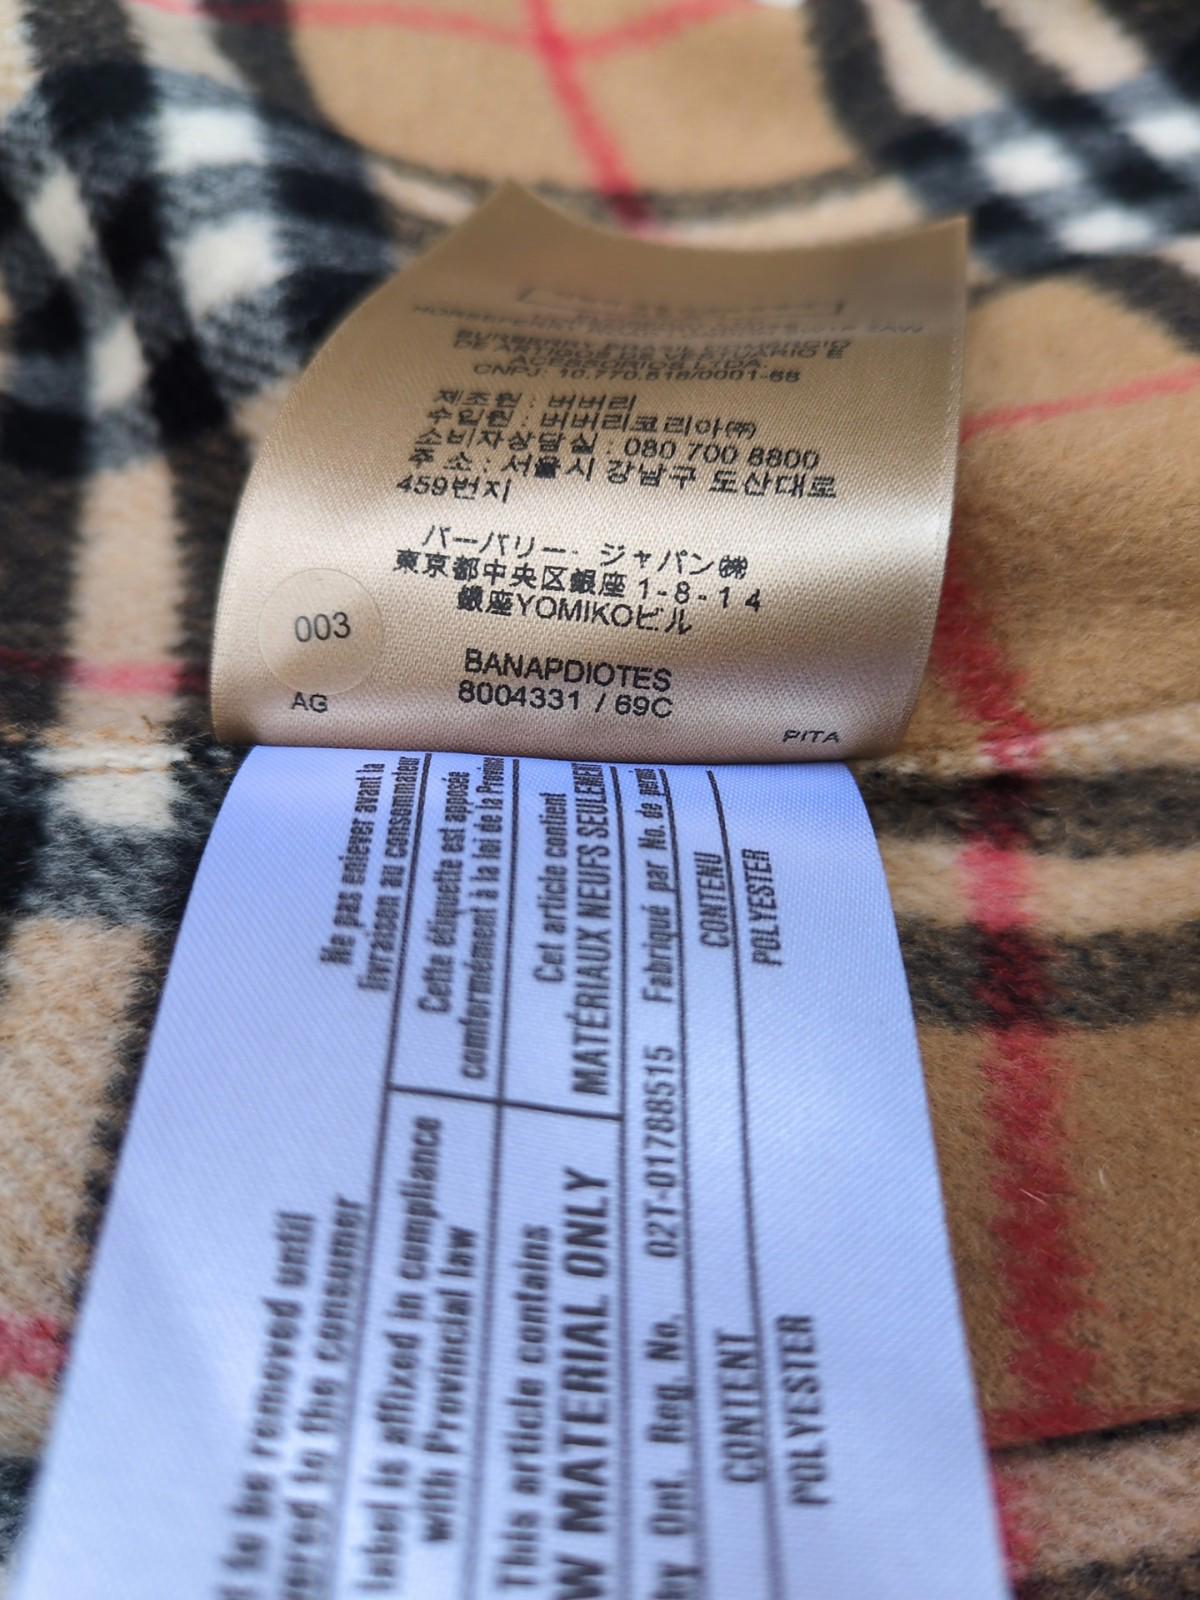 BURBERRY BRASIL COMERCIO
DE ARTIGOS DE VESTUARIO E
ACESSORIOS LTDA.
CNPJ: 10.770.818/0001-68
제조원 : 버버리
수입원 : 버버리코리아㈜
소비자상담실 : 080 700 8800
주 소 : 서울시 강남구 도산대로
459번지
バーバリー・ジャパン㈱
東京都中央区銀座1-8-14
銀座YOMIKOビル
003
BANAPDIOTES
8004331 / 69C
AG
PITA
Ne pas enlever avant la
livraison au consommateur
Cette étiquette est apposée
conformément à la loi de la Province
Cet article contient
MATÉRIAUX NEUFS SEULEMENT
Fabriqué par No. de permi
CONTENU
POLYESTER
to be removed until
ered to the consumer
label is affixed in compliance
with Provincial law
This article contains
W MATERIAL ONLY
by Ont. Reg. No. 02T-01788515
CONTENT
POLYESTER